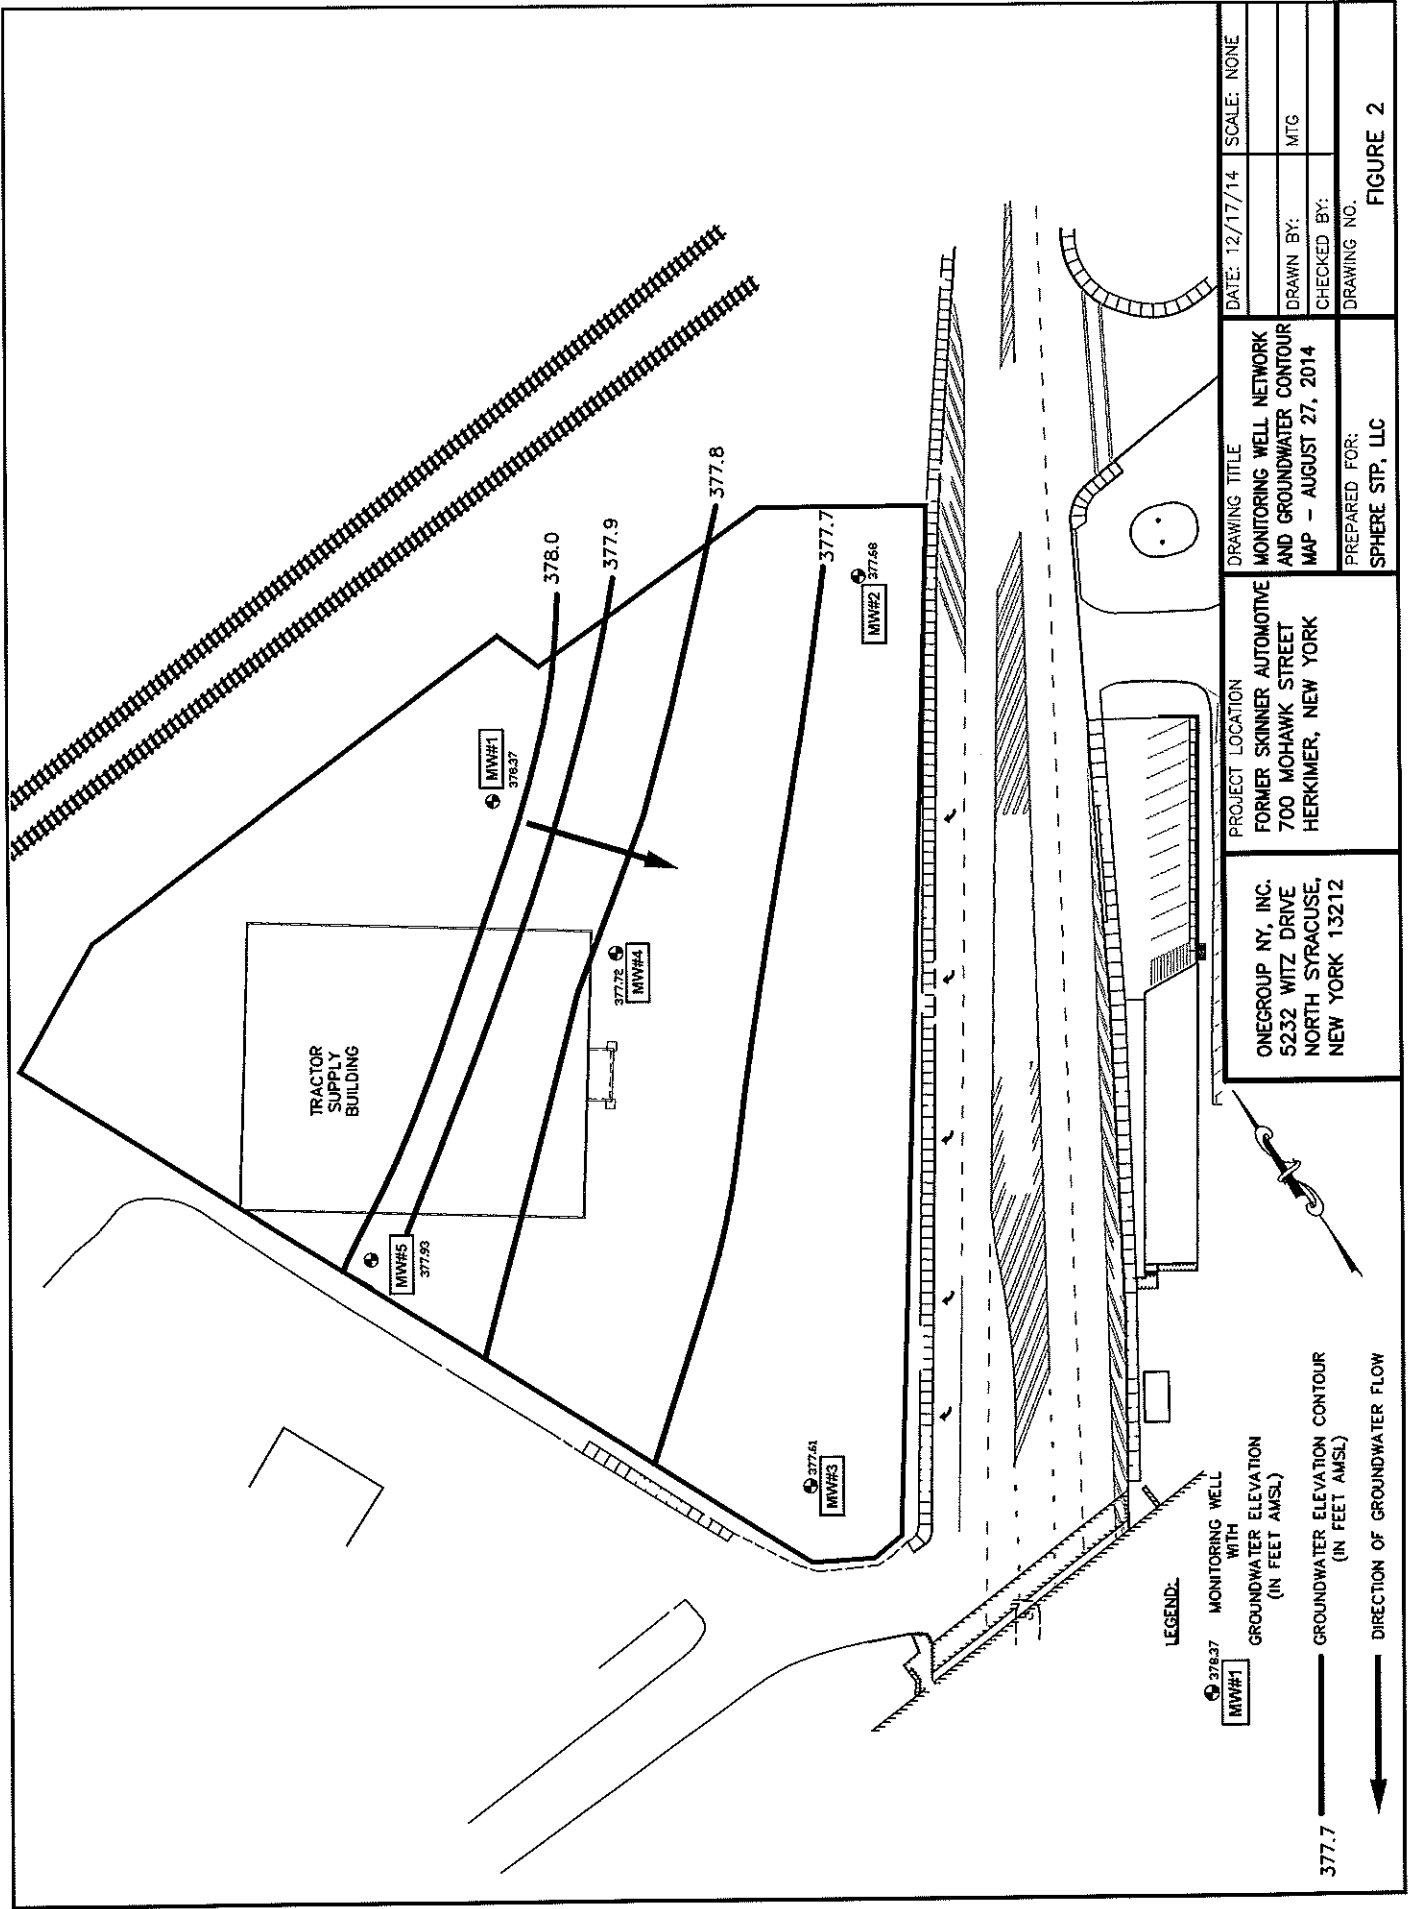 TRACTOR
SUPPLY
BUILDING
MW#5
377.93
MW#1
378.37
377.72
MW#4
378.0
377.9
377.8
377.7
MW#2
377.68
377.61
MW#3
LEGEND:
378.37
MW#1
MONITORING WELL
WITH
GROUNDWATER ELEVATION
(IN FEET AMSL)
377.7
GROUNDWATER ELEVATION CONTOUR
(IN FEET AMSL)
DIRECTION OF GROUNDWATER FLOW
ONEGROUP NY, INC.
5232 WITZ DRIVE
NORTH SYRACUSE,
NEW YORK 13212
PROJECT LOCATION
FORMER SKINNER AUTOMOTIVE
700 MOHAWK STREET
HERKIMER, NEW YORK
DRAWING TITLE
MONITORING WELL NETWORK
AND GROUNDWATER CONTOUR
MAP - AUGUST 27, 2014
PREPARED FOR:
SPHERE STP, LLC
DATE: 12/17/14
SCALE: NONE
DRAWN BY:
MTG
CHECKED BY:
DRAWING NO.
FIGURE 2